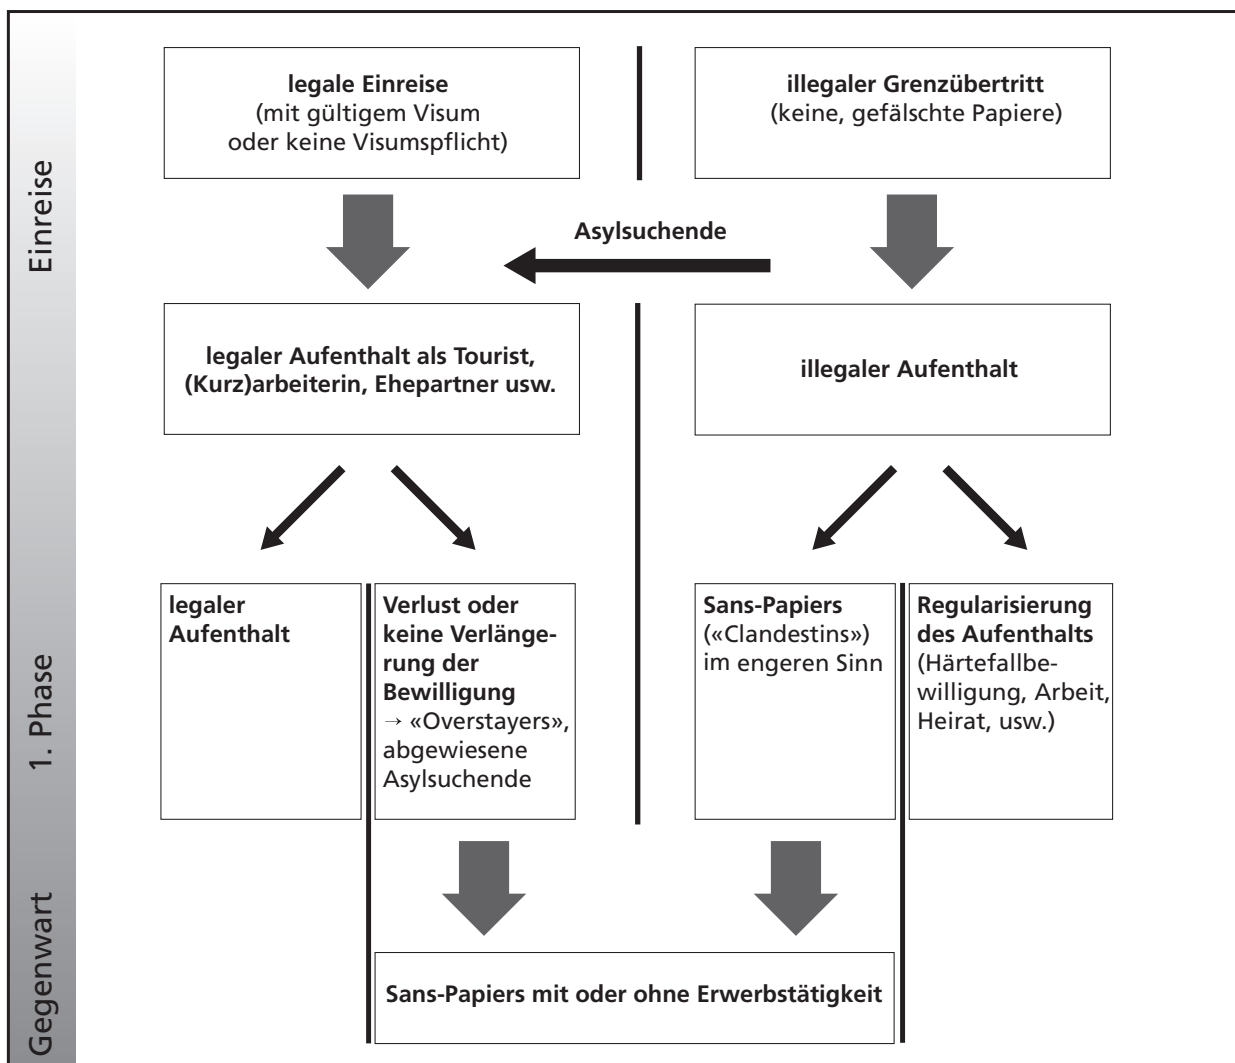 Einreise
legale Einreise
(mit gültigem Visum
oder keine Visumspflicht)
illegaler Grenzübertritt
(keine, gefälschte Papiere)
Asylsuchende
legaler Aufenthalt als Tourist,
(Kurz)arbeiterin, Ehepartner usw.
illegaler Aufenthalt
1. Phase
legaler
Aufenthalt
Verlust oder
keine Verlänge-
rung der
Bewilligung
→ «Overstayers»,
abgewiesene
Asylsuchende
Sans-Papiers
(«Clandestins»)
im engeren Sinn
Regularisierung
des Aufenthalts
(Härtefallbe-
willigung, Arbeit,
Heirat, usw.)
Gegenwart
Sans-Papiers mit oder ohne Erwerbstätigkeit